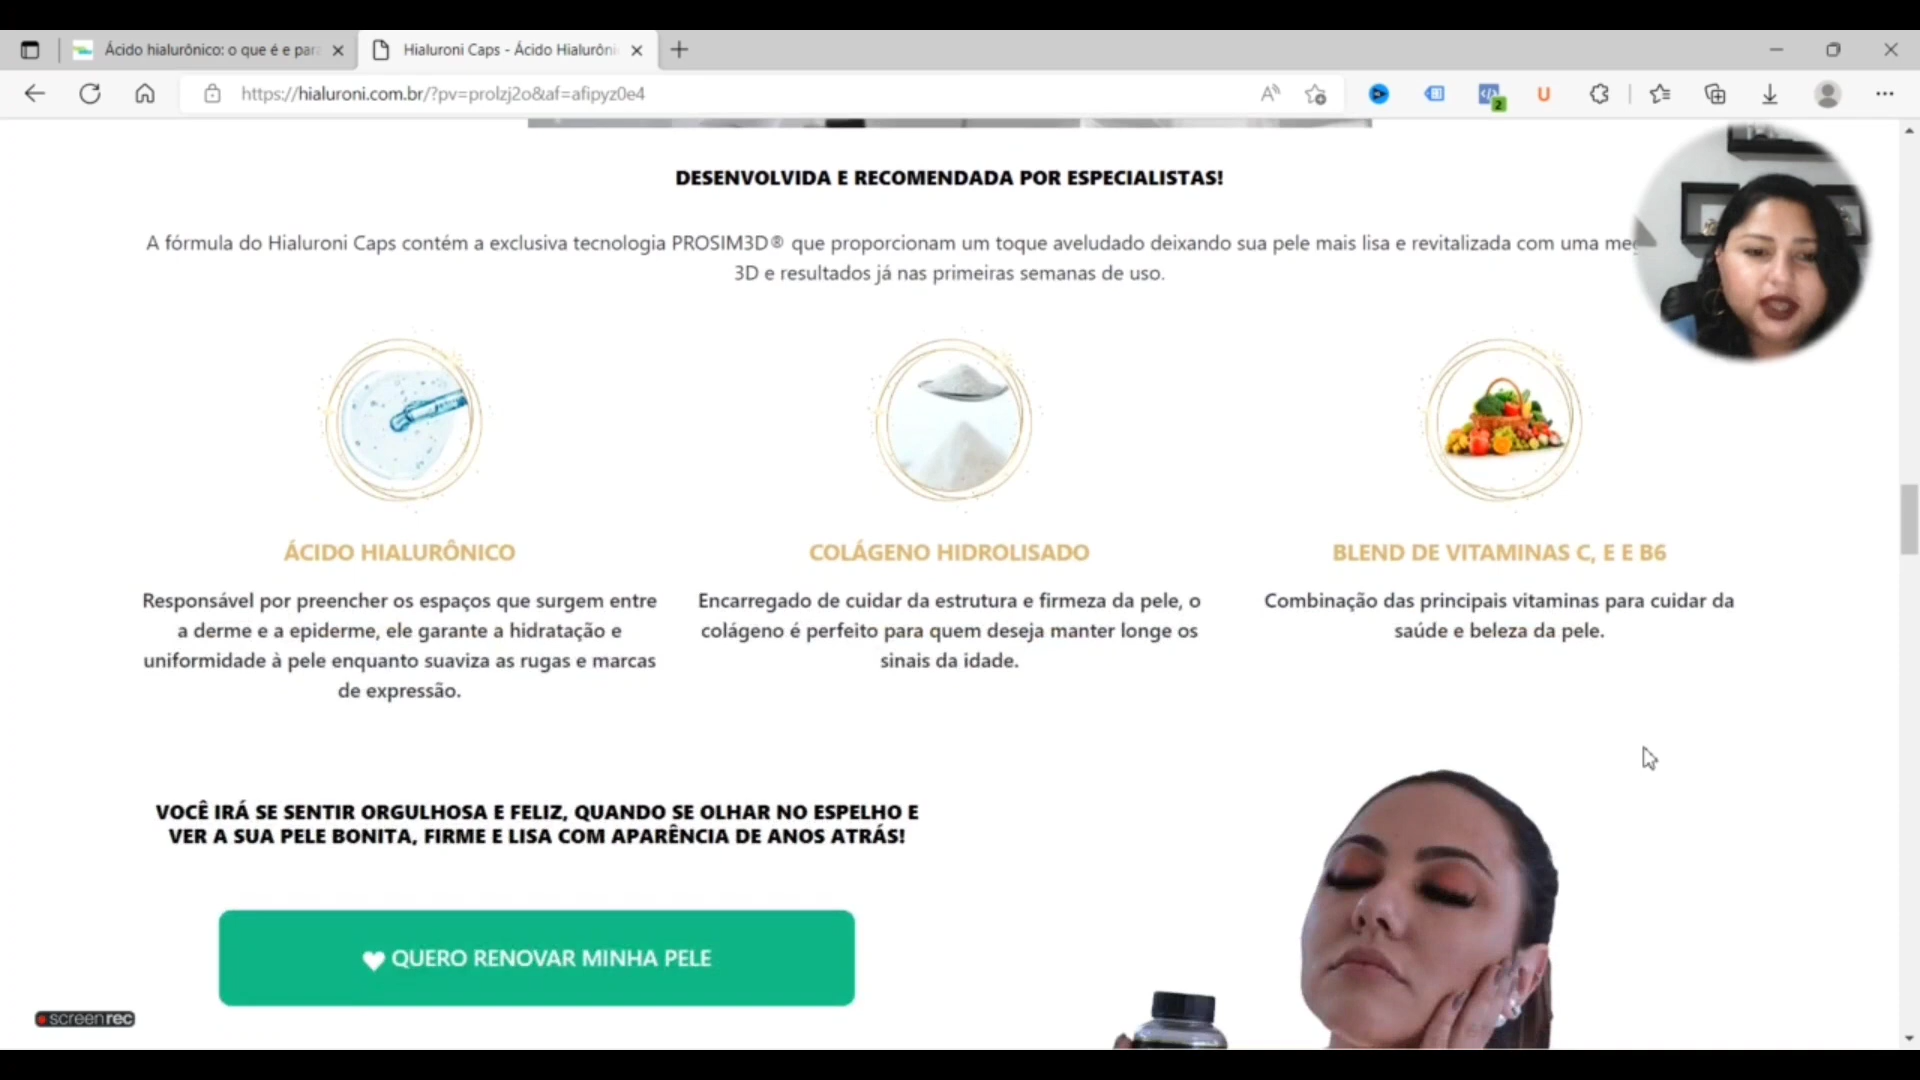 Ácido hialurônico: o que é e par
Hialuroni Caps - Ácido Hialurôni
https://hialuroni.com.br/?pv=prolzj2o&af=afipyz0e4
DESENVOLVIDA E RECOMENDADA POR ESPECIALISTAS!
A fórmula do Hialuroni Caps contém a exclusiva tecnologia PROSIM3D® que proporcionam um toque aveludado deixando sua pele mais lisa e revitalizada com uma
3D e resultados já nas primeiras semanas de uso.
ÁCIDO HIALURÔNICO
Responsável por preencher os espaços que surgem entre
a derme e a epiderme, ele garante a hidratação e
uniformidade à pele enquanto suaviza as rugas e marcas
de expressão.
COLÁGENO HIDROLISADO
Encarregado de cuidar da estrutura e firmeza da pele, o
colágeno é perfeito para quem deseja manter longe os
sinais da idade.
BLEND DE VITAMINAS C, E E B6
Combinação das principais vitaminas para cuidar da
saúde e beleza da pele.
VOCÊ IRÁ SE SENTIR ORGULHOSA E FELIZ, QUANDO SE OLHAR NO ESPELHO E
VER A SUA PELE BONITA, FIRME E LISA COM APARÊNCIA DE ANOS ATRÁS!
QUERO RENOVAR MINHA PELE
screenrec